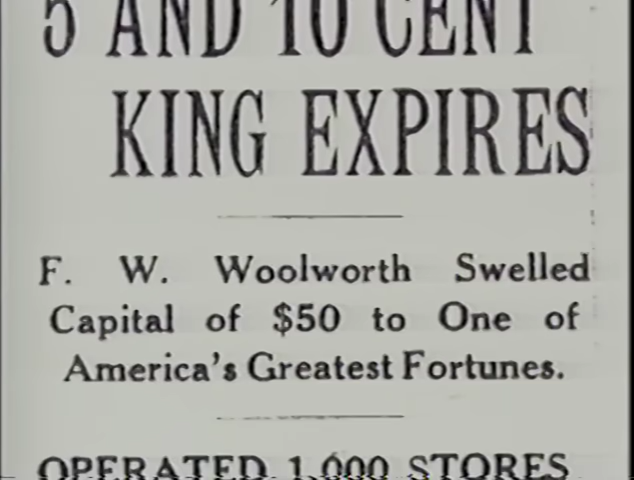 5 AND 10 CENT
KING EXPIRES
F. W. Woolworth Swelled
Capital of $50 to One of
America's Greatest Fortunes.
OPERATED 1,000 STORES